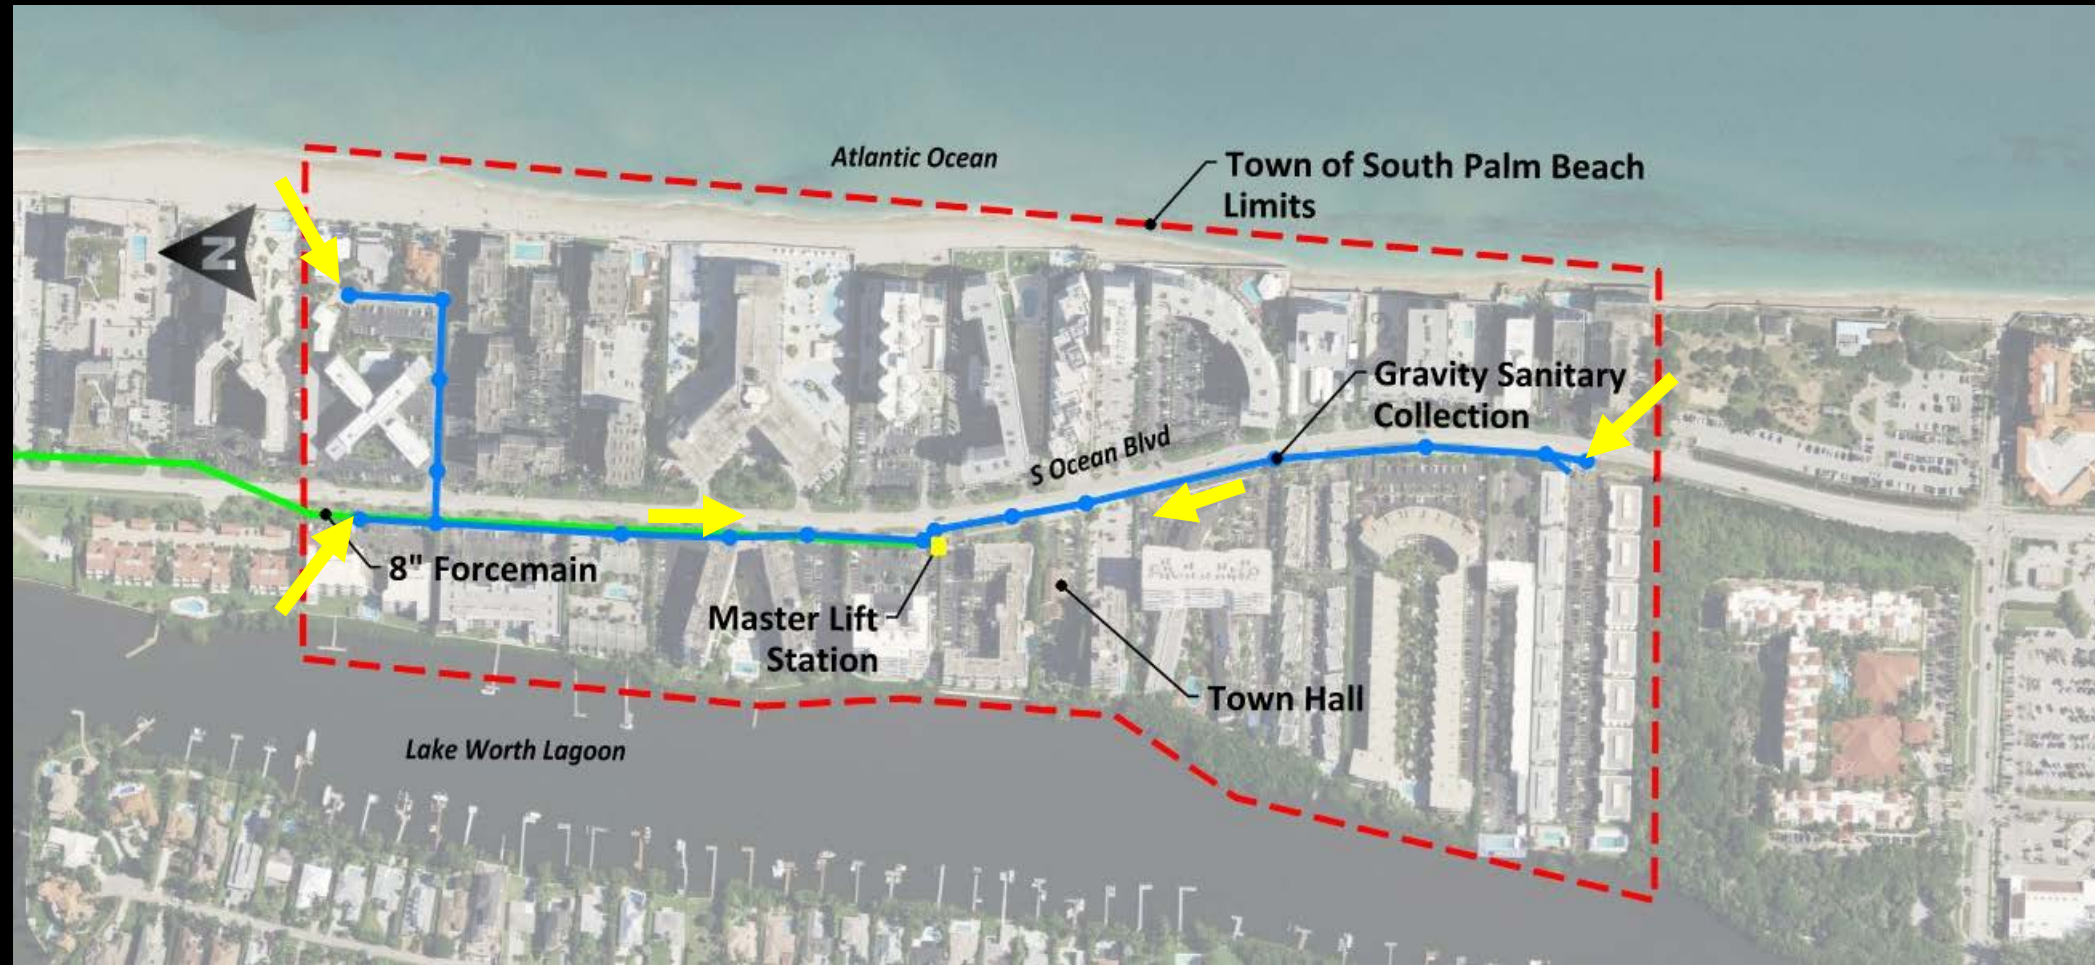 Atlantic Ocean
Town of South Palm Beach
Limits
N
Gravity Sanitary
Collection
S Ocean Blvd
8" Forcemain
Master Lift
Station
Town Hall
Lake Worth Lagoon